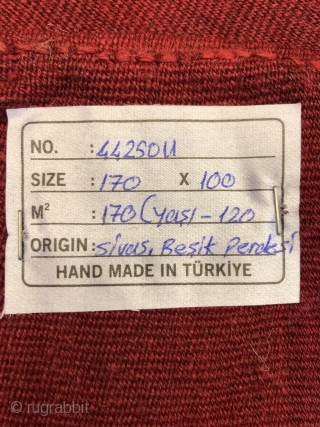 NO. : 44250U
SIZE : 170 X 100
M² : 170 (yaşı - 120
ORIGIN : Sivas, Beşik Perdesi
HAND MADE IN TÜRKİYE
© rugrabbit